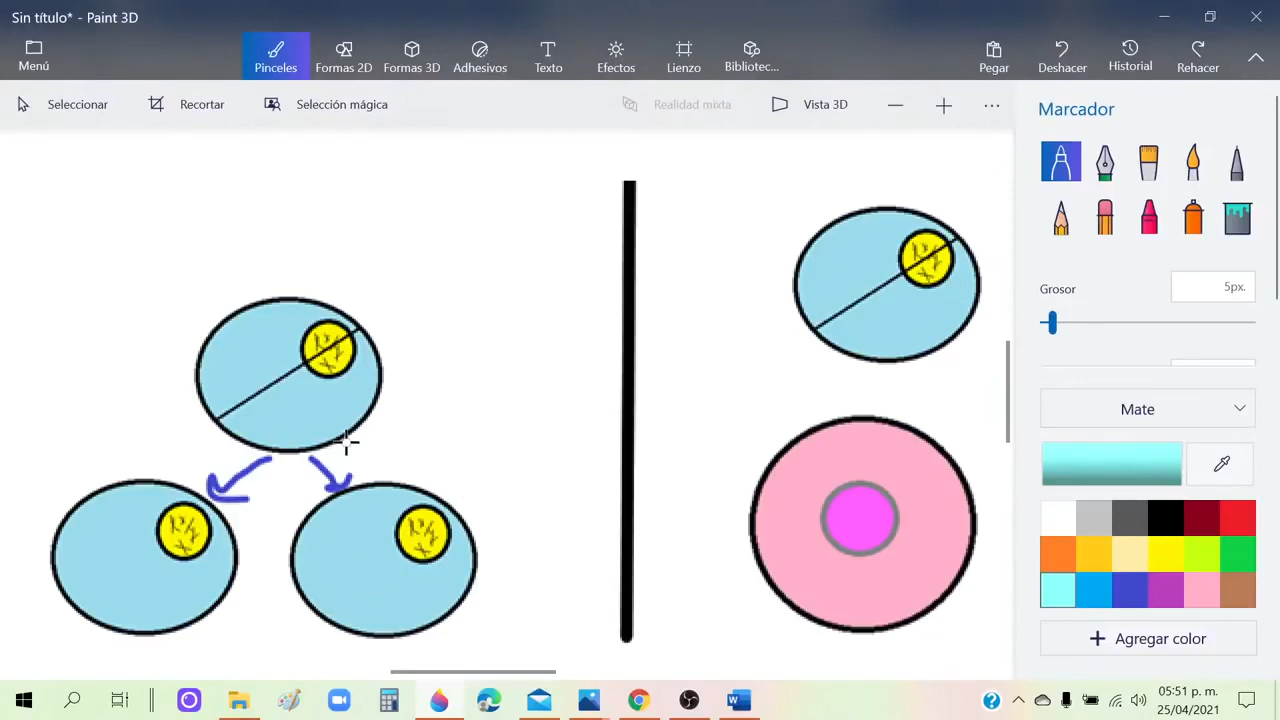 Sin título* - Paint 3D
Menú
Pinceles
Formas 2D
Formas 3D
Adhesivos
Texto
Efectos
Lienzo
Bibliotec...
Pegar
Deshacer
Historial
Rehacer
Seleccionar
Recortar
Selección mágica
Realidad mixta
Vista 3D
Marcador
Grosor
5px.
Mate
Agregar color
05:51 p. m.
25/04/2021